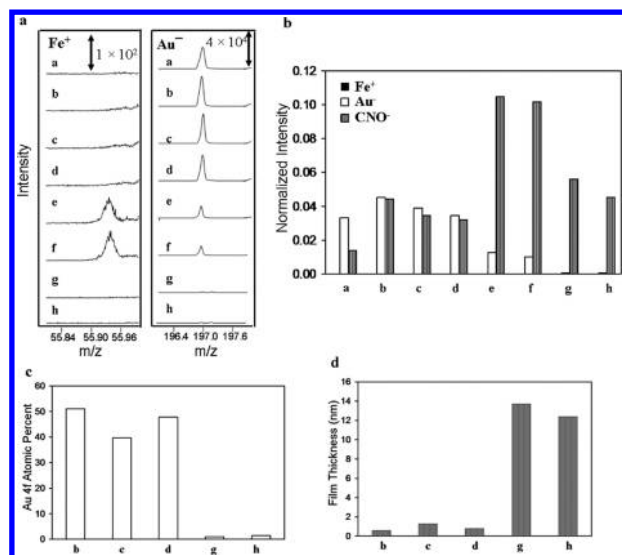 a
Fe⁺
1 × 10²
a
b
c
d
e
f
g
h
Intensity
55.84 55.90 55.96
m/z
Au⁻
4 × 10⁴
a
b
c
d
e
f
g
h
196.4 197.0 197.6
m/z
b
Fe⁺
Au⁻
CNO⁻
Normalized Intensity
0.12
0.10
0.08
0.06
0.04
0.02
0.00
a b c d e f g h
c
Au 4f Atomic Percent
60
50
40
30
20
10
0
b c d g h
d
Film Thickness (nm)
16
14
12
10
8
6
4
2
0
b c d g h